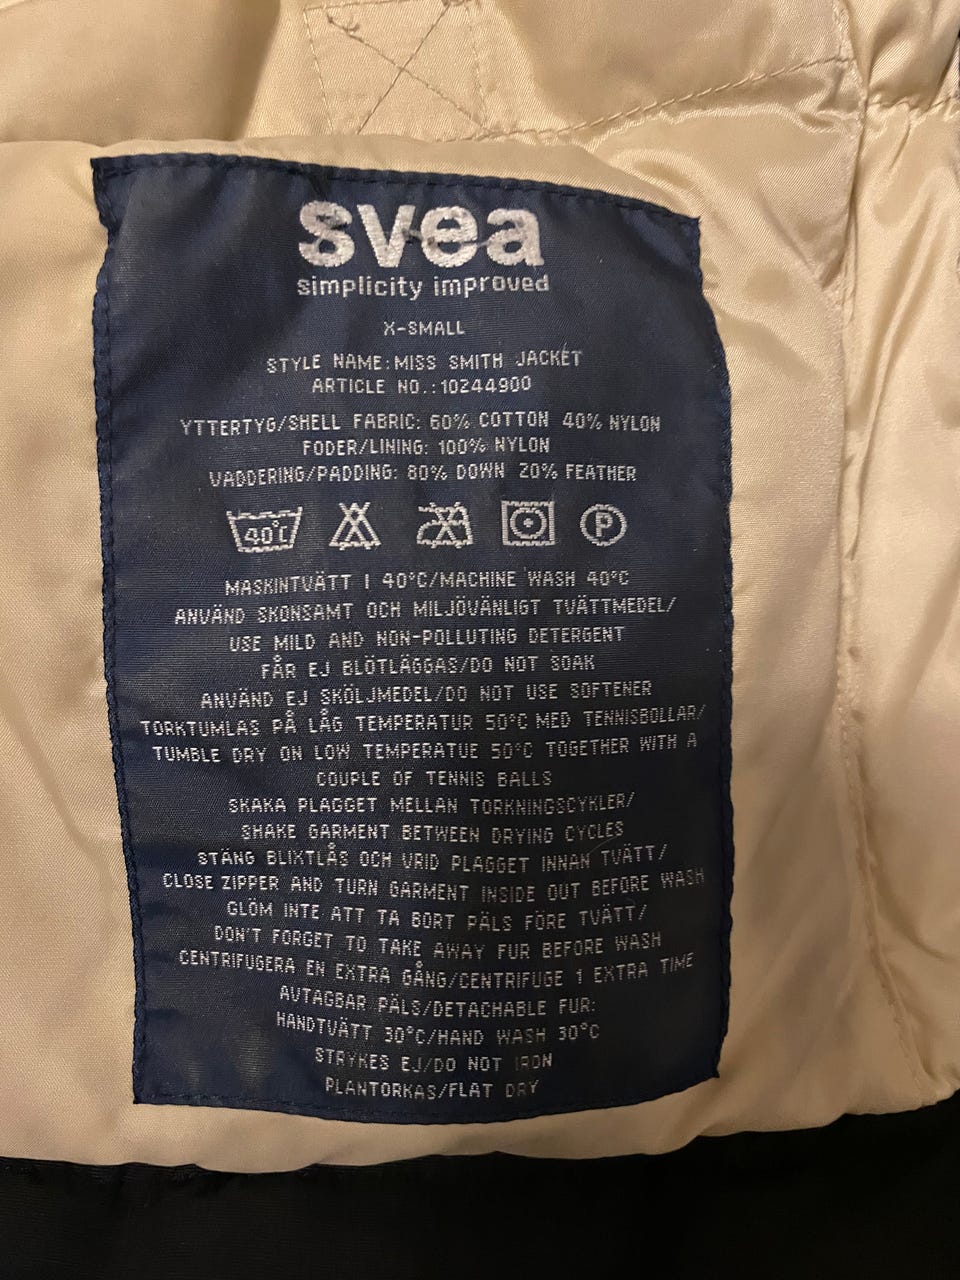 svea
simplicity improved
X-SMALL
STYLE NAME:MISS SMITH JACKET
ARTICLE NO.:10244900
YTTERTYG/SHELL FABRIC: 60% COTTON 40% NYLON
FODER/LINING: 100% NYLON
VADDERING/PADDING: 80% DOWN 20% FEATHER
40°C P
MASKINTVÄTT I 40°C/MACHINE WASH 40°C
ANVÄND SKONSAMT OCH MILJÖVÄNLIGT TVÄTTMEDEL/
USE MILD AND NON-POLLUTING DETERGENT
FÅR EJ BLÖTLÄGGAS/DO NOT SOAK
ANVÄND EJ SKÖLJMEDEL/DO NOT USE SOFTENER
TORKTUMLAS PÅ LÅG TEMPERATUR 50°C MED TENNISBOLLAR/
TUMBLE DRY ON LOW TEMPERATUE 50°C TOGETHER WITH A
COUPLE OF TENNIS BALLS
SKAKA PLAGGET MELLAN TORKNINGSCYKLER/
SHAKE GARMENT BETWEEN DRYING CYCLES
STÄNG BLIXTLÅS OCH VRID PLAGGET INNAN TVÄTT/
CLOSE ZIPPER AND TURN GARMENT INSIDE OUT BEFORE WASH
GLÖM INTE ATT TA BORT PÄLS FÖRE TVÄTT/
DON'T FORGET TO TAKE AWAY FUR BEFORE WASH
CENTRIFUGERA EN EXTRA GÅNG/CENTRIFUGE 1 EXTRA TIME
AVTAGBAR PÄLS/DETACHABLE FUR:
HANDTVÄTT 30°C/HAND WASH 30°C
STRYKES EJ/DO NOT IRON
PLANTORKAS/FLAT DRY